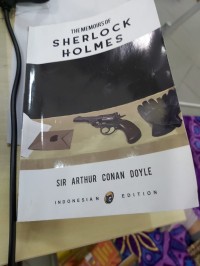 THE MEMOIRS OF
SHERLOCK
HOLMES
SIR ARTHUR CONAN DOYLE
INDONESIAN EDITION